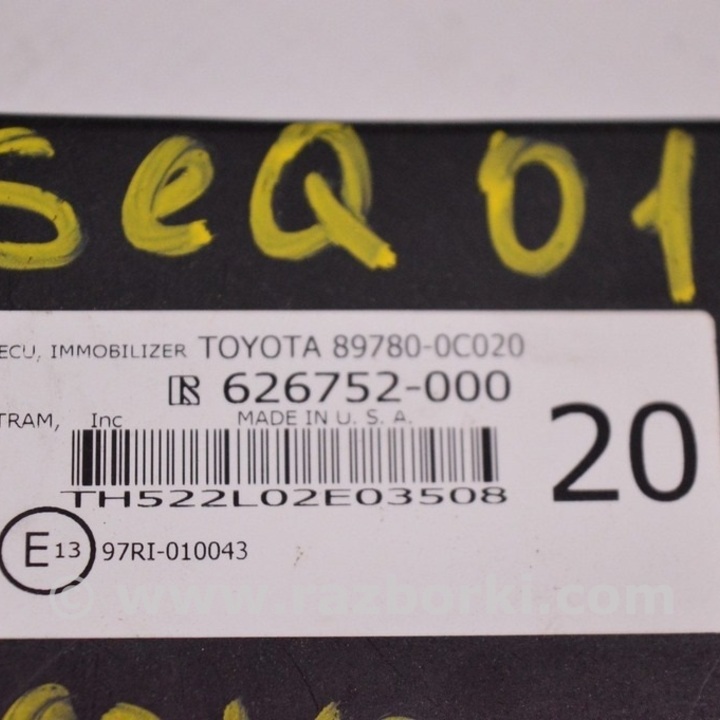 SeQ 01
ECU, IMMOBILIZER TOYOTA 89780-0C020
626752-000
TRAM, Inc MADE IN U. S. A.
20
TH522L02E03508
E13 97RI-010043
© www.razborki.com